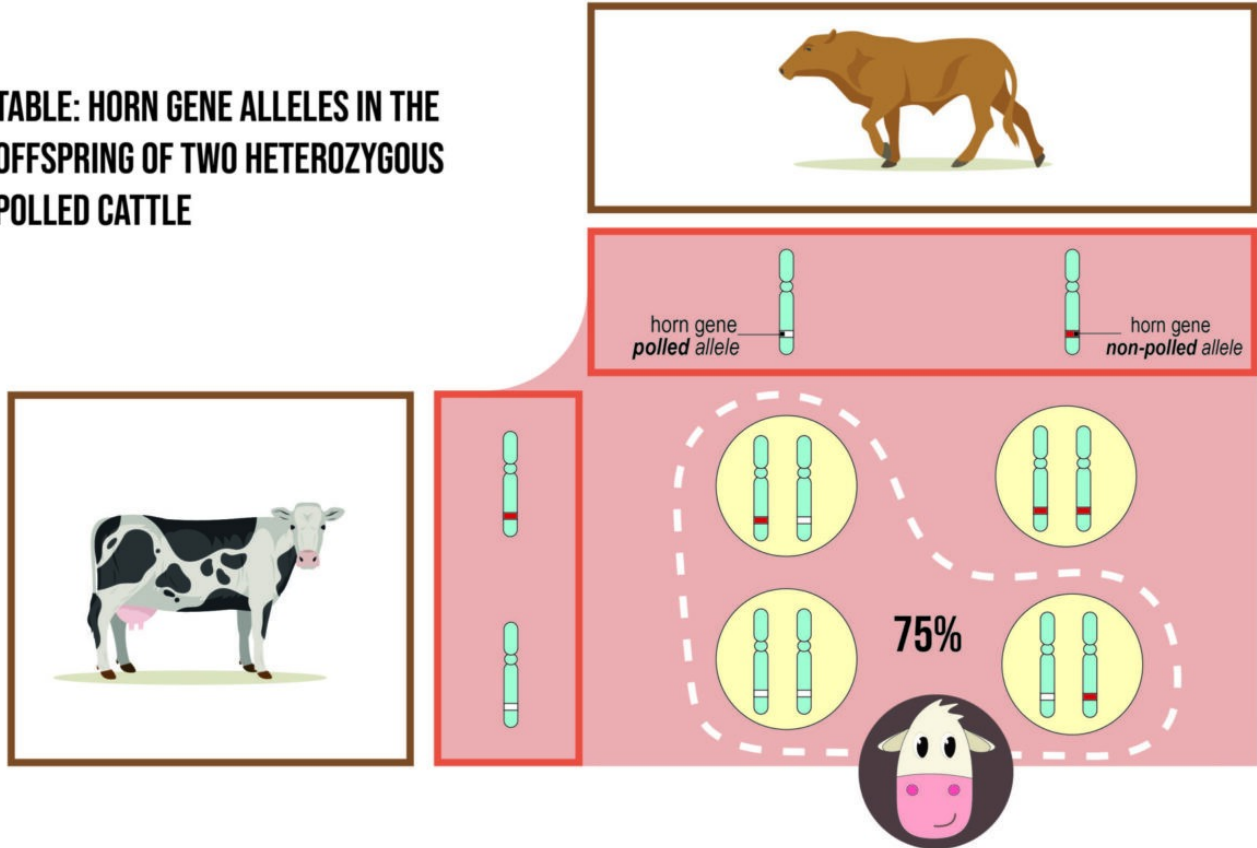 TABLE: HORN GENE ALLELES IN THE
OFFSPRING OF TWO HETEROZYGOUS
POLLED CATTLE
horn gene
polled allele
horn gene
non-polled allele
75%